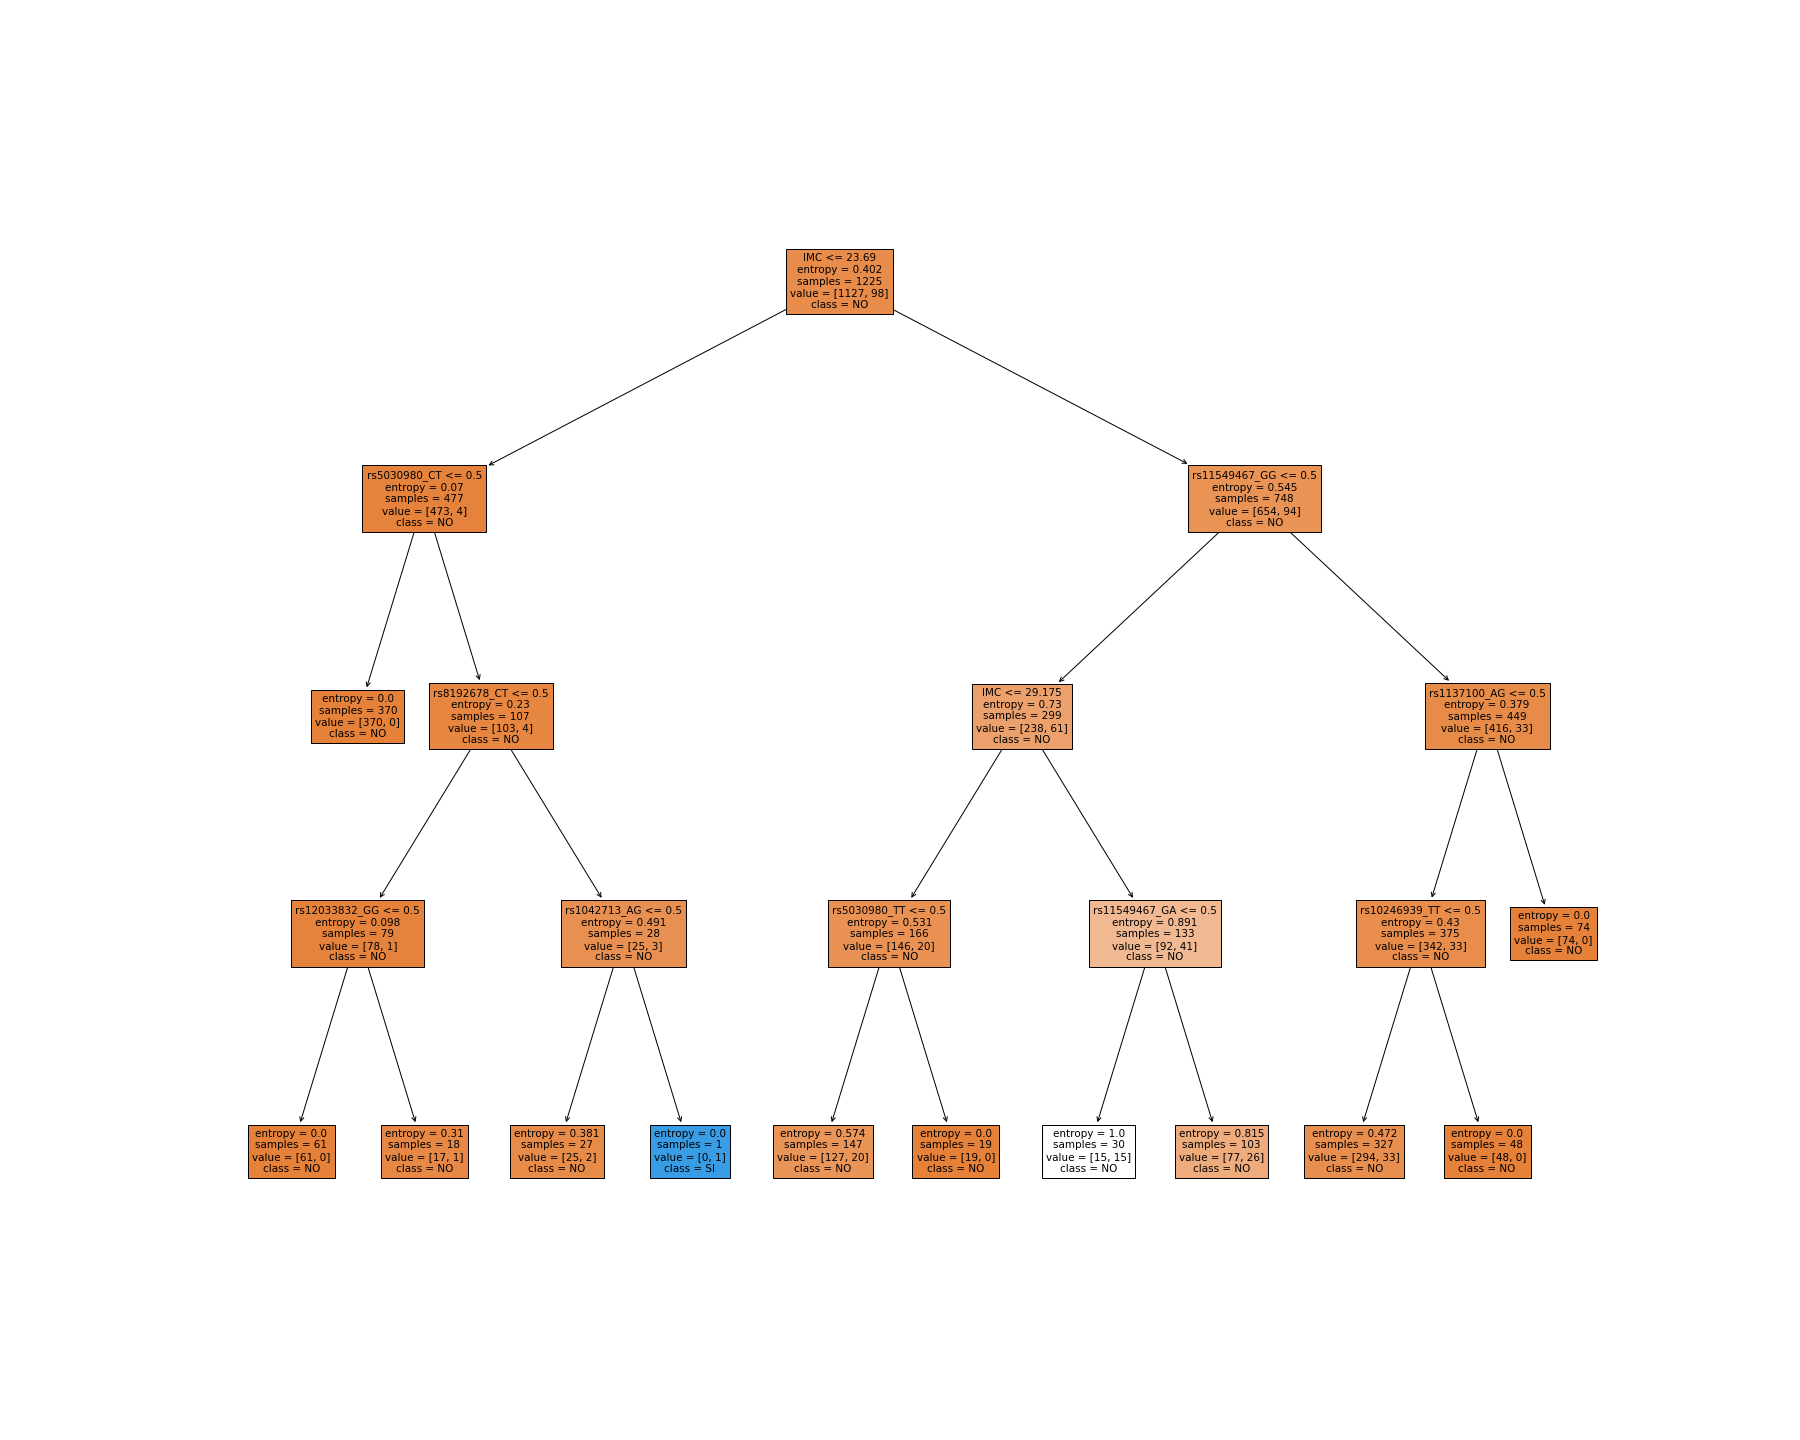 IMC <= 23.69
entropy = 0.402
samples = 1225
value = [1127, 98]
class = NO
rs5030980_CT <= 0.5
entropy = 0.07
samples = 477
value = [473, 4]
class = NO
rs11549467_GG <= 0.5
entropy = 0.545
samples = 748
value = [654, 94]
class = NO
entropy = 0.0
samples = 370
value = [370, 0]
class = NO
rs8192678_CT <= 0.5
entropy = 0.23
samples = 107
value = [103, 4]
class = NO
IMC <= 29.175
entropy = 0.73
samples = 299
value = [238, 61]
class = NO
rs1137100_AG <= 0.5
entropy = 0.379
samples = 449
value = [416, 33]
class = NO
rs12033832_GG <= 0.5
entropy = 0.098
samples = 79
value = [78, 1]
class = NO
rs1042713_AG <= 0.5
entropy = 0.491
samples = 28
value = [25, 3]
class = NO
rs5030980_TT <= 0.5
entropy = 0.531
samples = 166
value = [146, 20]
class = NO
rs11549467_GA <= 0.5
entropy = 0.891
samples = 133
value = [92, 41]
class = NO
rs10246939_TT <= 0.5
entropy = 0.43
samples = 375
value = [342, 33]
class = NO
entropy = 0.0
samples = 74
value = [74, 0]
class = NO
entropy = 0.0
samples = 61
value = [61, 0]
class = NO
entropy = 0.31
samples = 18
value = [17, 1]
class = NO
entropy = 0.381
samples = 27
value = [25, 2]
class = NO
entropy = 0.0
samples = 1
value = [0, 1]
class = SI
entropy = 0.574
samples = 147
value = [127, 20]
class = NO
entropy = 0.0
samples = 19
value = [19, 0]
class = NO
entropy = 1.0
samples = 30
value = [15, 15]
class = NO
entropy = 0.815
samples = 103
value = [77, 26]
class = NO
entropy = 0.472
samples = 327
value = [294, 33]
class = NO
entropy = 0.0
samples = 48
value = [48, 0]
class = NO